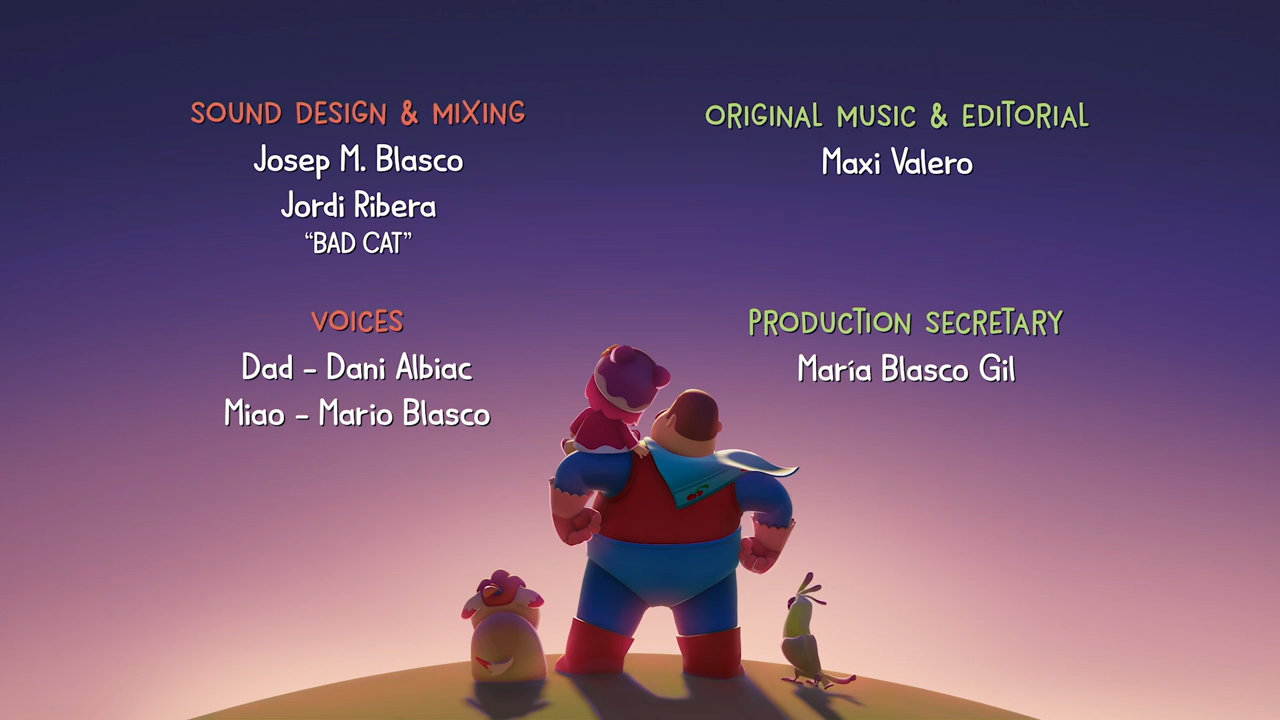 SOUND DESIGN & MIXING
Josep M. Blasco
Jordi Ribera
“BAD CAT”
ORIGINAL MUSIC & EDITORIAL
Maxi Valero
VOICES
Dad - Dani Albiac
Miao - Mario Blasco
PRODUCTION SECRETARY
María Blasco Gil